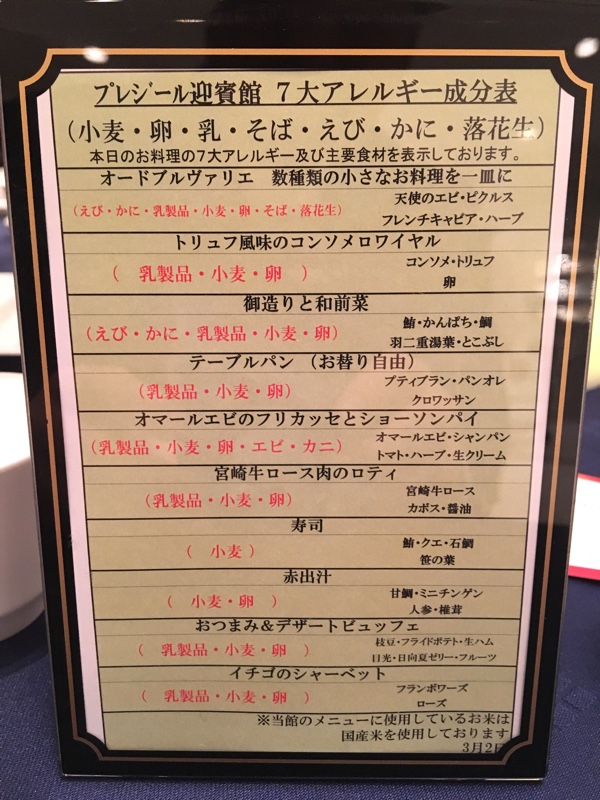 プレジール迎賓館 7大アレルギー成分表
（小麦・卵・乳・そば・えび・かに・落花生）
本日のお料理の7大アレルギー及び主要食材を表示しております。
オードブルヴァリエ 数種類の小さなお料理を一皿に
（えび・かに・乳製品・小麦・卵・そば・落花生）
天使のエビ・ピクルス
フレンチキャビア・ハーブ
トリュフ風味のコンソメロワイヤル
（ 乳製品・小麦・卵 ）
コンソメ・トリュフ
卵
御造りと和前菜
（えび・かに・乳製品・小麦・卵）
鮪・かんぱち・鯛
羽二重湯葉・とこぶし
テーブルパン （お替り自由）
（乳製品・小麦・卵）
プティブラン・パンオレ
クロワッサン
オマールエビのフリカッセとショーソンパイ
（乳製品・小麦・卵・エビ・カニ）
オマールエビ・シャンパン
トマト・ハーブ・生クリーム
宮崎牛ロース肉のロティ
（乳製品・小麦・卵）
宮崎牛ロース
カボス・醤油
寿司
（ 小麦 ）
鮪・クエ・石鯛
笹の葉
赤出汁
（ 小麦・卵 ）
甘鯛・ミニチンゲン
人参・椎茸
おつまみ＆デザートビュッフェ
（ 乳製品・小麦・卵 ）
枝豆・フライドポテト・生ハム
日光・日向夏ゼリー・フルーツ
イチゴのシャーベット
（ 乳製品・小麦・卵 ）
フランボワーズ
ローズ
※当館のメニューに使用しているお米は
国産米を使用しております
3月2日